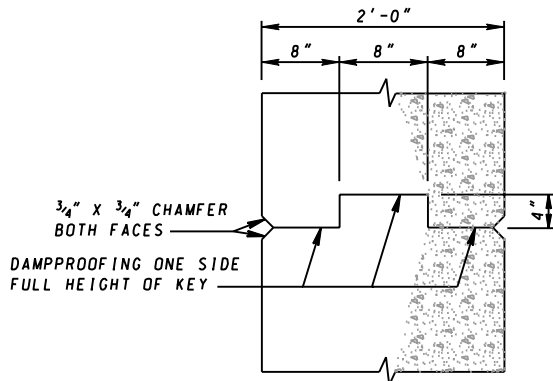 2'-0"
8" 8" 8"
4"
3/4" X 3/4" CHAMFER
BOTH FACES
DAMPPROOFING ONE SIDE
FULL HEIGHT OF KEY